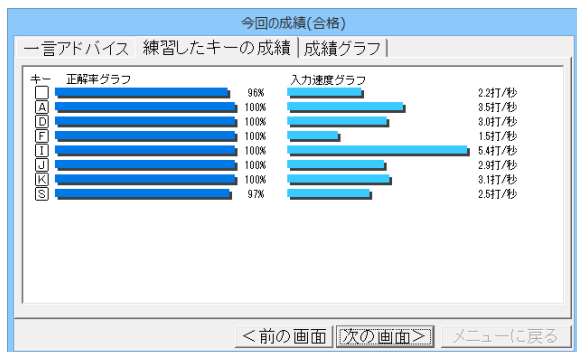 今回の成績(合格)
一言アドバイス 練習したキーの成績 成績グラフ
キー 正解率グラフ 入力速度グラフ
96% 2.2打/秒
A 100% 3.5打/秒
D 100% 3.0打/秒
F 100% 1.5打/秒
I 100% 5.4打/秒
J 100% 2.9打/秒
K 100% 3.1打/秒
S 97% 2.5打/秒
<前の画面 次の画面> メニューに戻る